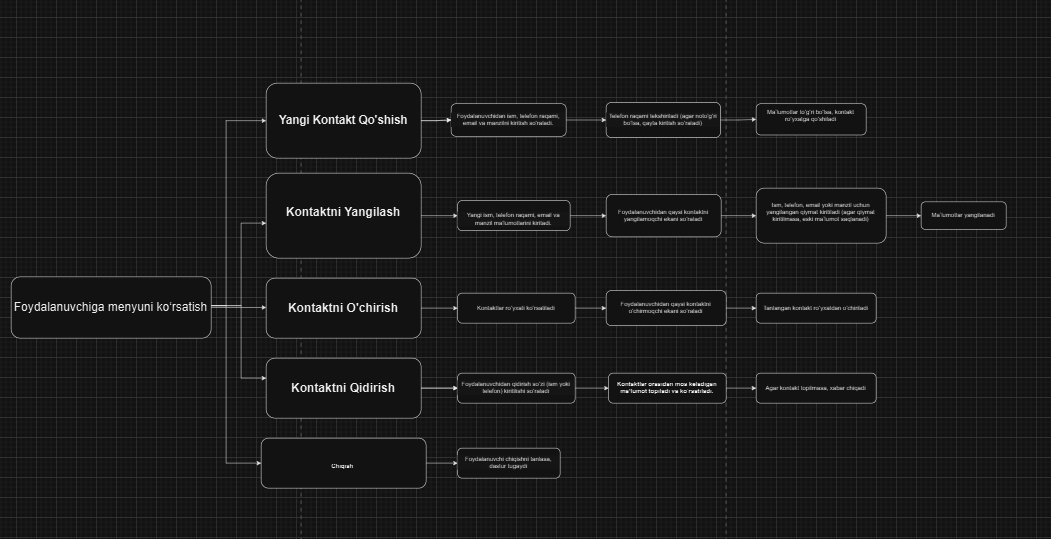 Yangi Kontakt Qo'shish
Foydalanuvchidan ism, telefon raqami,
email va manzilni kiritish so'raladi.
Telefon raqami tekshiriladi (agar noto'g'ri
bo'lsa, qayta kiritish so'raladi)
Ma'lumotlar to'g'ri bo'lsa, kontakt
ro'yxatga qo'shiladi
Kontaktni Yangilash
Yangi ism, telefon raqami, email va
manzil ma'lumotlarini kiritadi.
Foydalanuvchidan qaysi kontaktni
yangilamoqchi ekani so'raladi
Ism, telefon, email yoki manzil uchun
yangilangan qiymat kiritiladi (agar qiymat
kiritilmasa, eski ma'lumot saqlanadi)
Ma'lumotlar yangilanadi
Foydalanuvchiga menyuni ko'rsatish
Kontaktni O'chirish
Kontaktlar ro'yxati ko'rsatiladi
Foydalanuvchidan qaysi kontaktni
o'chirmoqchi ekani so'raladi
Tanlangan kontakt ro'yxatdan o'chiriladi
Kontaktni Qidirish
Foydalanuvchidan qidirish so'zi (ism yoki
telefon) kiritilishi so'raladi
Kontaktlar orasidan mos keladigan
ma'lumot topiladi va ko'rsatiladi.
Agar kontakt topilmasa, xabar chiqadi
Chiqish
Foydalanuvchi chiqishni tanlasa,
dastur tugaydi